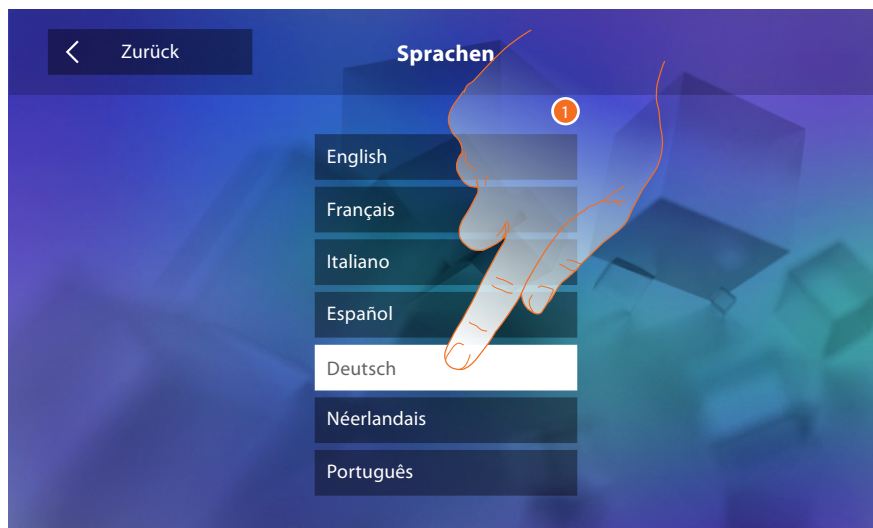 Zurück
Sprachen
1
English
Français
Italiano
Español
Deutsch
Néerlandais
Português